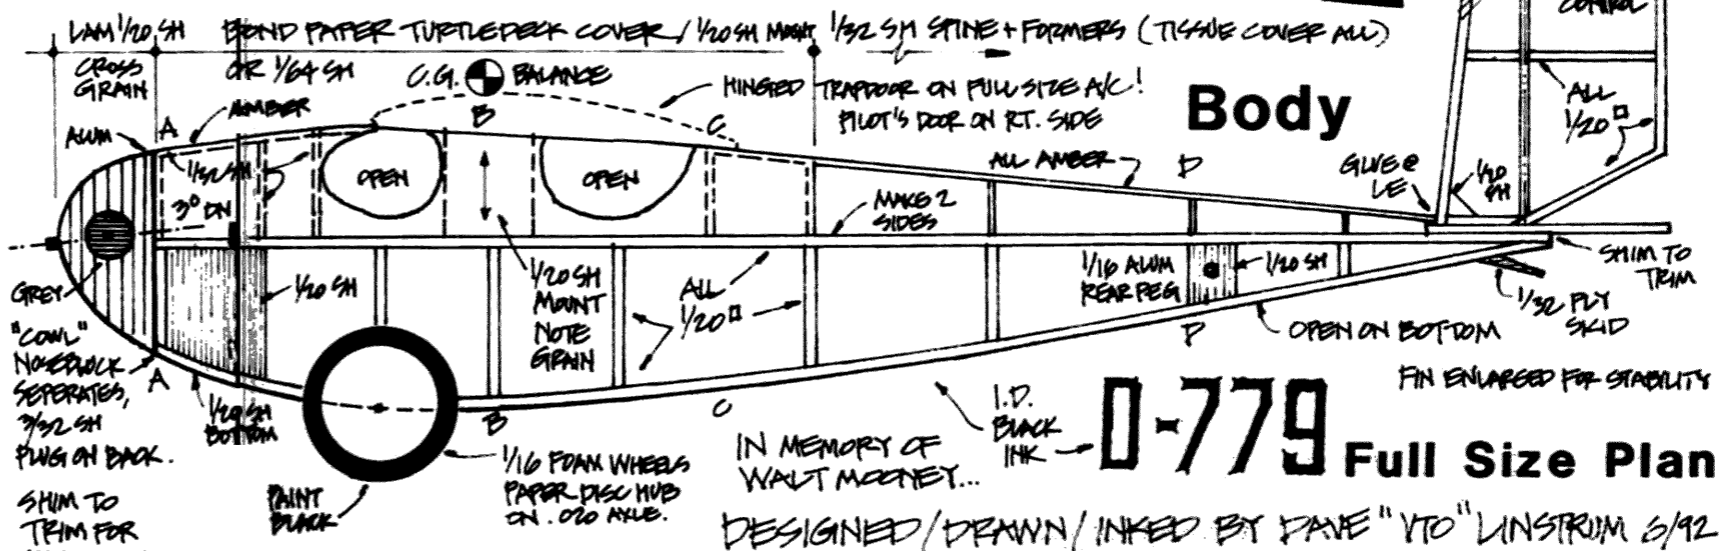 CONTROL
LAM 1/20 SH
BOND PAPER TURTLEDECK COVER / 1/20 SH MOUNT
1/32 SH SPINE + FORMERS (TISSUE COVER ALL)
CROSS
GRAIN
OR 1/64 SH
C.G.
BALANCE
HINGED TRAPDOOR ON FULL SIZE A/C!
PILOT'S DOOR ON RT. SIDE
Body
ALL
1/20 □
AMBER
ALUM
A
B
C
ALL AMBER
D
GLUE @
LE
1/20
SH
1/32 SH
OPEN
OPEN
3° DN
MAKE 2
SIDES
GREY
1/20 SH
1/20 SH
MOUNT
NOTE
GRAIN
ALL
1/20 □
1/16 ALUM
REAR PEG
1/20 SH
SHIM TO
TRIM
1/32 PLY
SKID
"COWL"
NOSEBLOCK
SEPERATES,
3/32 SH
PLUG ON BACK.
A
1/20 SH
BOTTOM
B
C
D
OPEN ON BOTTOM
FIN ENLARGED FOR STABILITY
I.D.
BLACK
INK
O-779
Full Size Plan
IN MEMORY OF
WALT MOONEY...
1/16 FOAM WHEELS
PAPER DISC HUB
ON .020 AXLE.
PAINT
BLACK
SHIM TO
TRIM FOR
DESIGNED/DRAWN/INKED BY DAVE "VTO" LINSTRUM 5/92